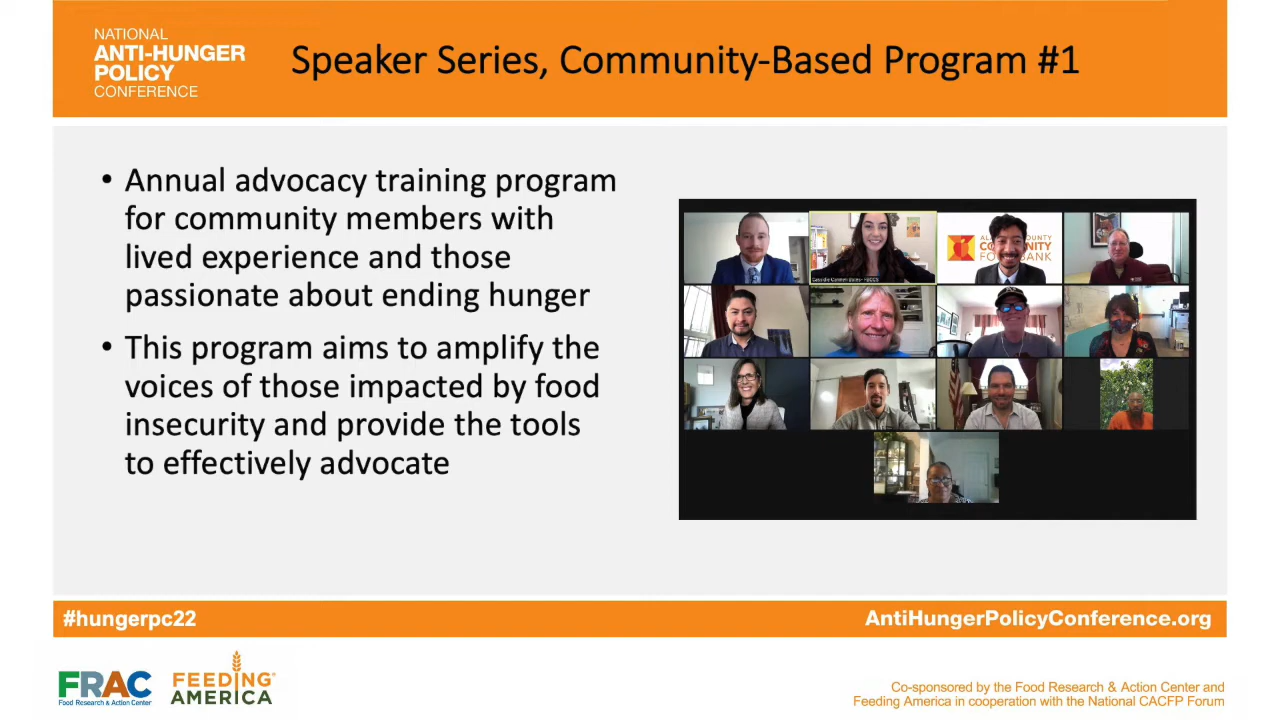 NATIONAL
ANTI-HUNGER
POLICY
CONFERENCE
Speaker Series, Community-Based Program #1
• Annual advocacy training program
for community members with
lived experience and those
passionate about ending hunger
• This program aims to amplify the
voices of those impacted by food
insecurity and provide the tools
to effectively advocate
#hungerpc22
AntiHungerPolicyConference.org
FRAC
Food Research & Action Center
FEEDING®
AMERICA
Co-sponsored by the Food Research & Action Center and
Feeding America in cooperation with the National CACFP Forum